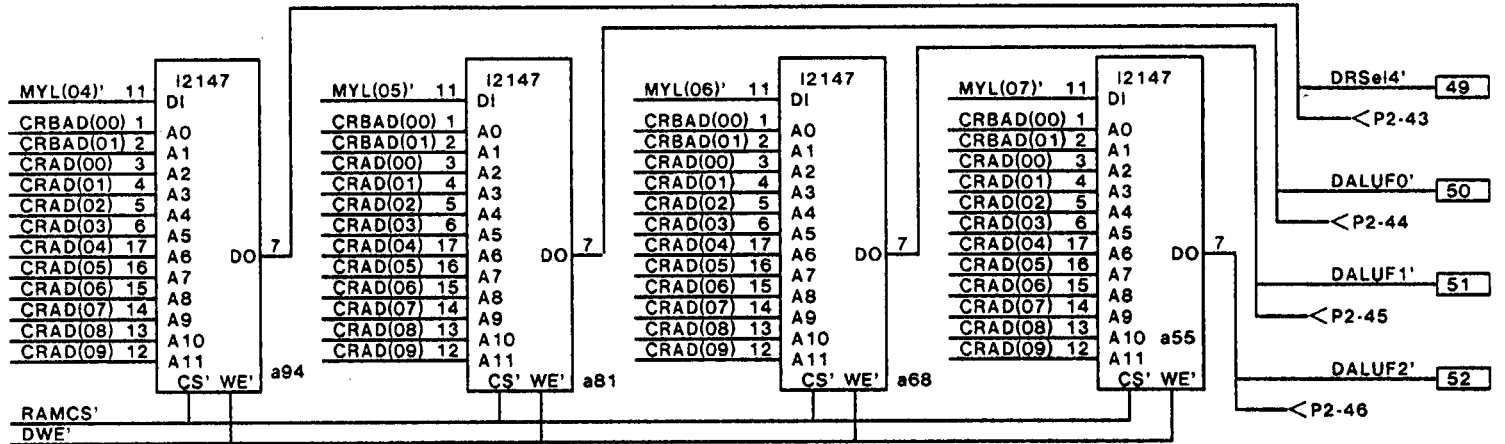 I2147 I2147 I2147 I2147
MYL(04)' 11 DI MYL(05)' 11 DI MYL(06)' 11 DI MYL(07)' 11 DI DRSel4' 49
CRBAD(00) 1 A0 CRBAD(00) 1 A0 CRBAD(00) 1 A0 CRBAD(00) 1 A0 P2-43
CRBAD(01) 2 A1 CRBAD(01) 2 A1 CRBAD(01) 2 A1 CRBAD(01) 2 A1
CRAD(00) 3 A2 CRAD(00) 3 A2 CRAD(00) 3 A2 CRAD(00) 3 A2
CRAD(01) 4 A3 CRAD(01) 4 A3 CRAD(01) 4 A3 CRAD(01) 4 A3 DALUF0' 50
CRAD(02) 5 A4 CRAD(02) 5 A4 CRAD(02) 5 A4 CRAD(02) 5 A4 P2-44
CRAD(03) 6 A5 CRAD(03) 6 A5 CRAD(03) 6 A5 CRAD(03) 6 A5
CRAD(04) 17 A6 DO 7 CRAD(04) 17 A6 DO 7 CRAD(04) 17 A6 DO 7 CRAD(04) 17 A6 DO 7
CRAD(05) 16 A7 CRAD(05) 16 A7 CRAD(05) 16 A7 CRAD(05) 16 A7 DALUF1' 51
CRAD(06) 15 A8 CRAD(06) 15 A8 CRAD(06) 15 A8 CRAD(06) 15 A8
CRAD(07) 14 A9 CRAD(07) 14 A9 CRAD(07) 14 A9 CRAD(07) 14 A9 P2-45
CRAD(08) 13 A10 CRAD(08) 13 A10 CRAD(08) 13 A10 CRAD(08) 13 A10 a55
CRAD(09) 12 A11 CRAD(09) 12 A11 CRAD(09) 12 A11 CRAD(09) 12 A11
CS' WE' a94 CS' WE' a81 CS' WE' a68 CS' WE' DALUF2' 52
RAMCS' P2-46
DWE'